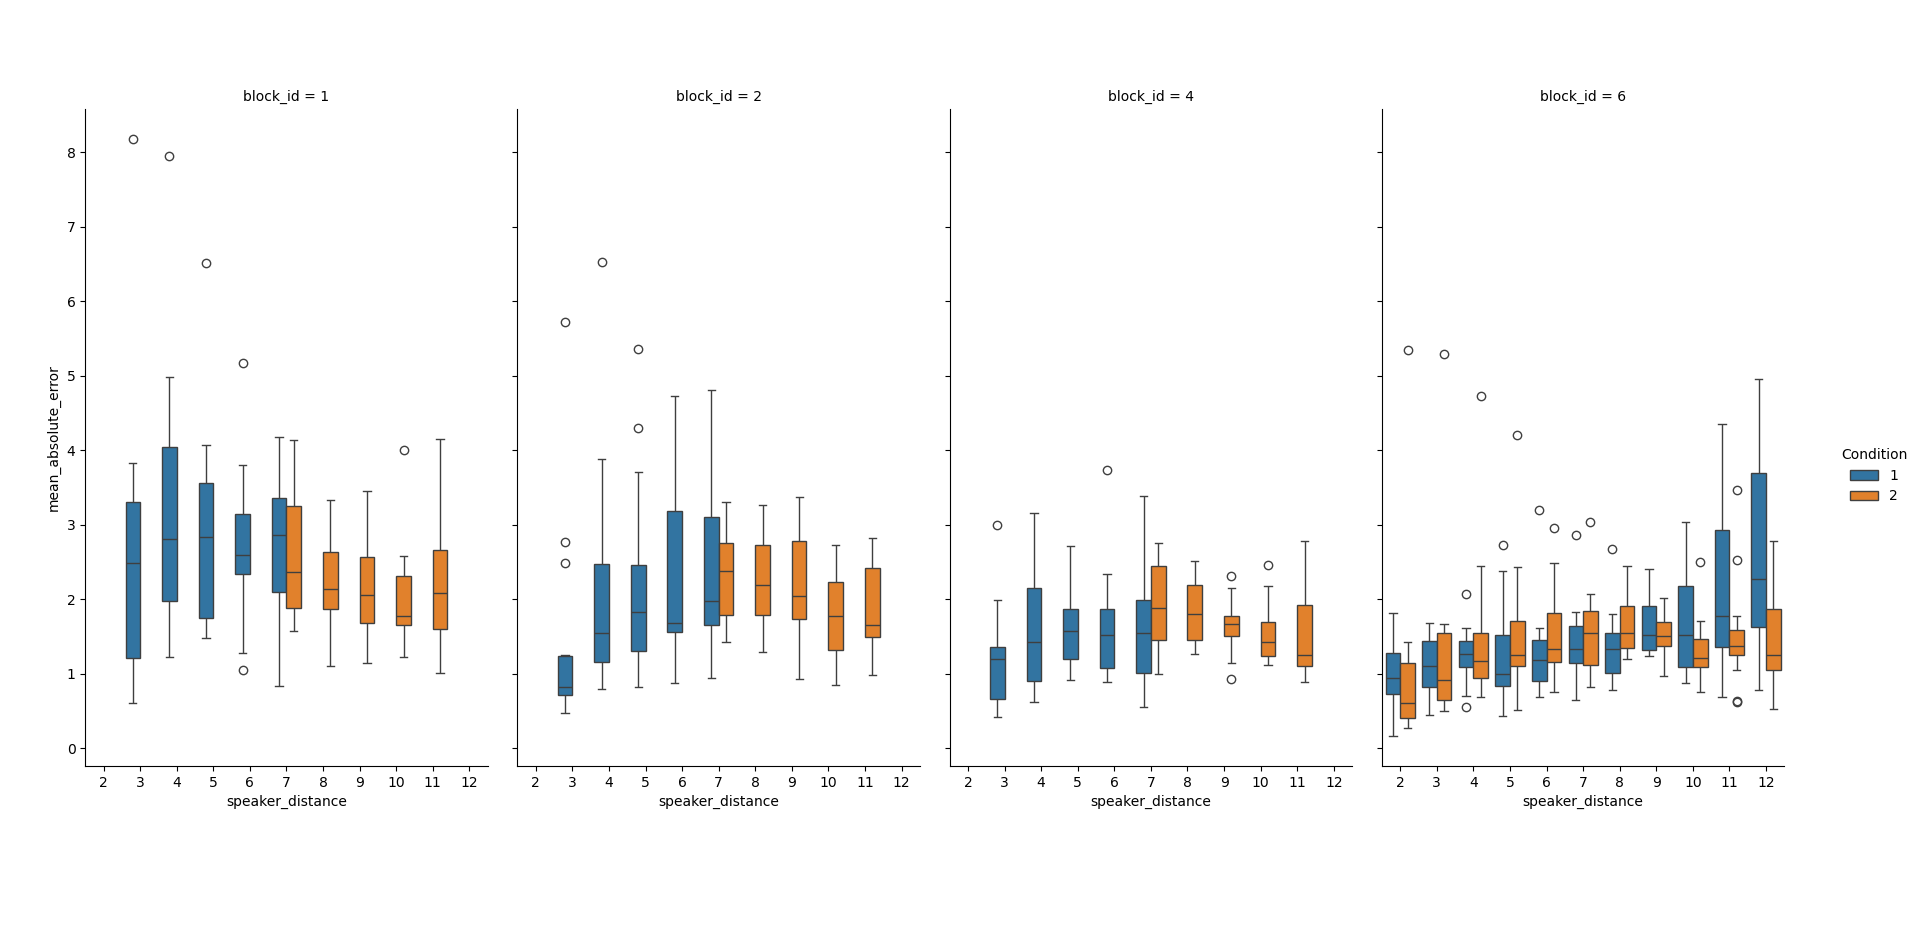 block_id = 1
block_id = 2
block_id = 4
block_id = 6
mean_absolute_error
8
7
6
5
4
3
2
1
0
Condition
1
2
2 3 4 5 6 7 8 9 10 11 12
2 3 4 5 6 7 8 9 10 11 12
2 3 4 5 6 7 8 9 10 11 12
2 3 4 5 6 7 8 9 10 11 12
speaker_distance
speaker_distance
speaker_distance
speaker_distance